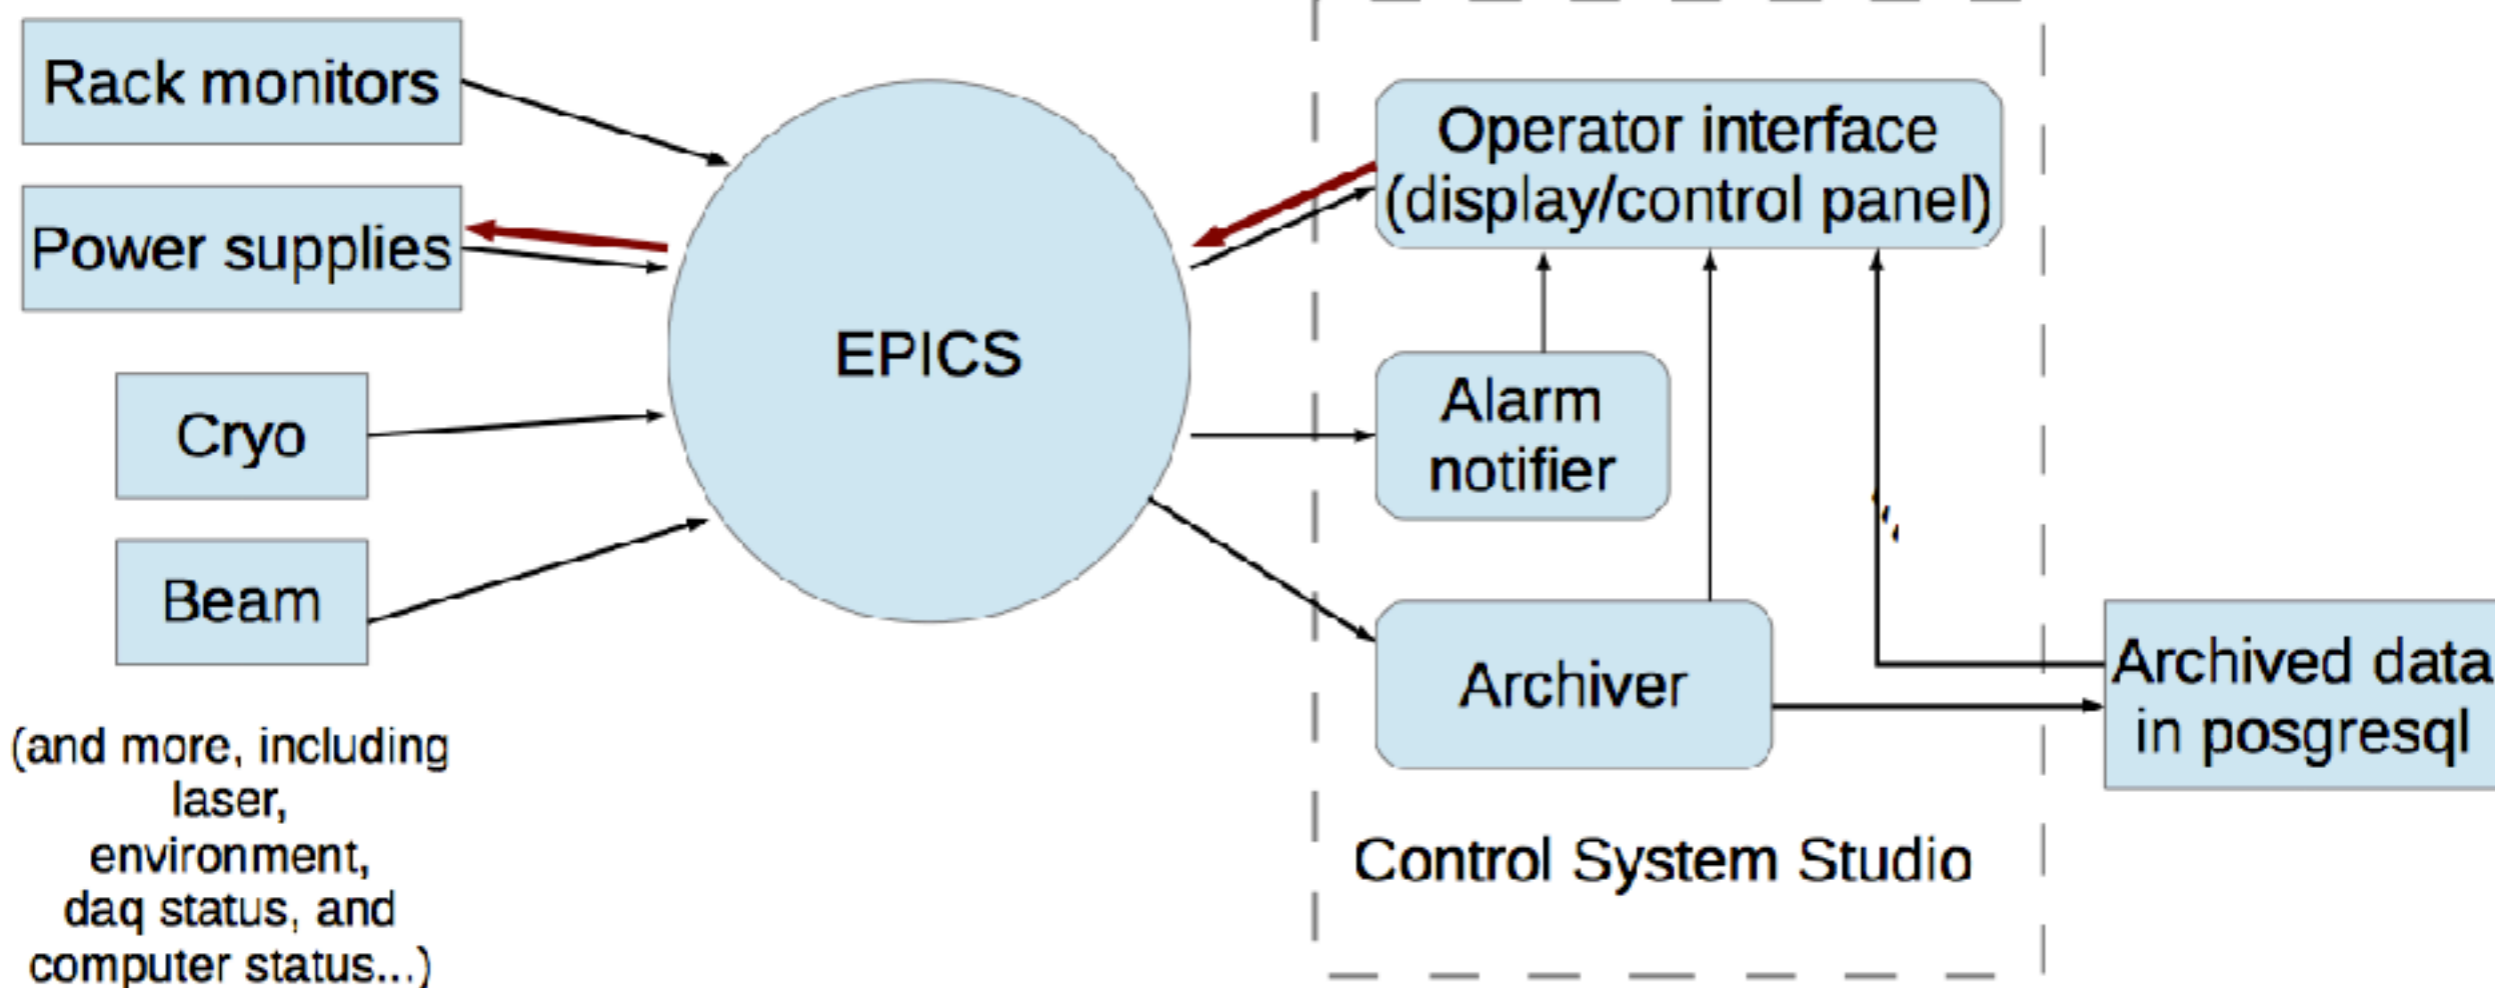 Rack monitors
Power supplies
Cryo
Beam
(and more, including
laser,
environment,
daq status, and
computer status...)
EPICS
Operator interface
(display/control panel)
Alarm
notifier
Archiver
Control System Studio
Archived data
in posgresql